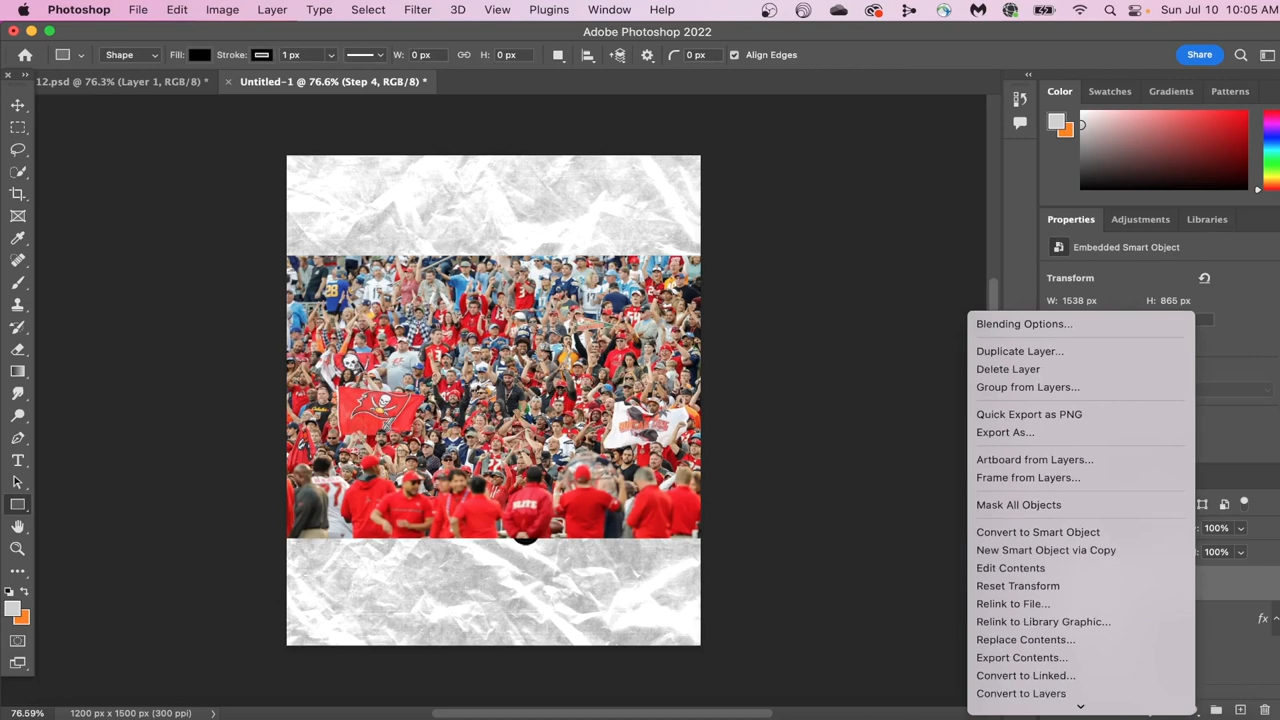 Photoshop File Edit Image Layer Type Select Filter 3D View Plugins Window Help Sun Jul 10 10:05 AM
Adobe Photoshop 2022
Shape Fill: Stroke: 1 px W: 0 px H: 0 px 0 px Align Edges Share
12.psd @ 76.3% (Layer 1, RGB/8) * × Untitled-1 @ 76.6% (Step 4, RGB/8) *
Color Swatches Gradients Patterns
Properties Adjustments Libraries
Embedded Smart Object
Transform
W: 1538 px H: 865 px
Blending Options...
Duplicate Layer...
Delete Layer
Group from Layers...
Quick Export as PNG
Export As...
Artboard from Layers...
Frame from Layers...
Mask All Objects
Convert to Smart Object
New Smart Object via Copy
Edit Contents
Reset Transform
Relink to File...
Relink to Library Graphic...
Replace Contents...
Export Contents...
Convert to Linked...
Convert to Layers
100%
100%
fx
28
ELITE
76.59% 1200 px x 1500 px (300 ppi)